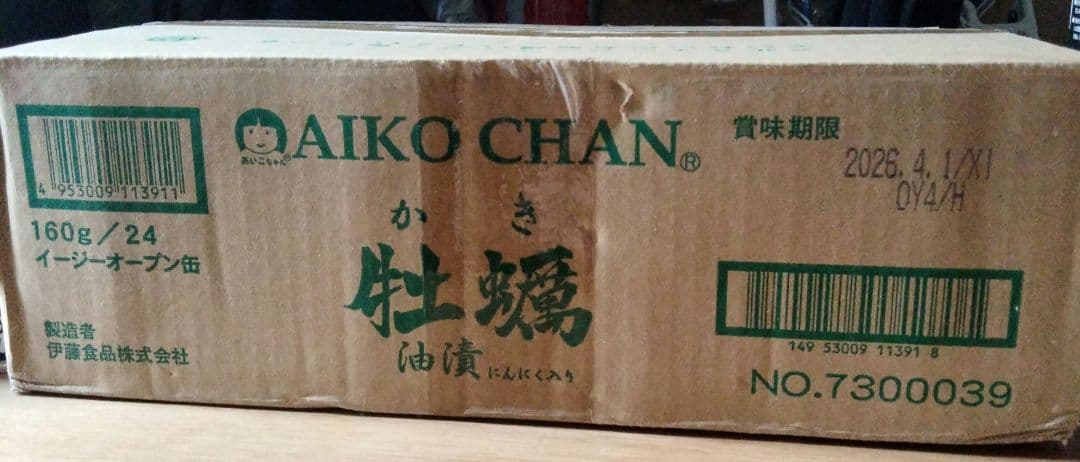 4 953009 113911
160g/24
イージーオープン缶
製造者
伊藤食品株式会社
あいこちゃん®
AIKO CHAN®
かき
牡蠣
油漬 にんにく入り
賞味期限
2026.4.1/XI
OY4/H
149 53009 11391 8
NO.7300039